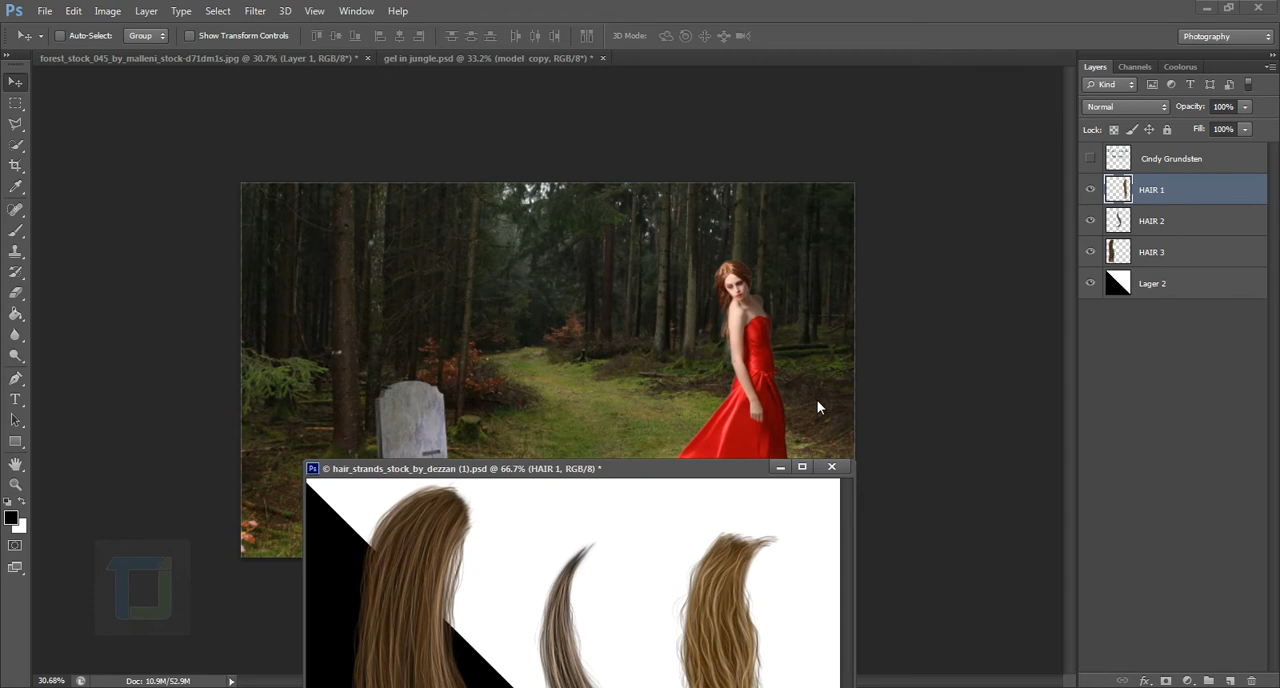 Ps File Edit Image Layer Type Select Filter 3D View Window Help
Auto-Select: Group Show Transform Controls 3D Mode: Photography
forest_stock_045_by_malleni_stock-d71dm1s.jpg @ 30.7% (Layer 1, RGB/8*) * × gel in jungle.psd @ 33.2% (model copy, RGB/8*) * ×
Layers Channels Coolorus
Kind
Normal Opacity: 100%
Lock: Fill: 100%
Cindy Grundsten
HAIR 1
HAIR 2
HAIR 3
Lager 2
Ps © hair_strands_stock_by_dezzan (1).psd @ 66.7% (HAIR 1, RGB/8) *
30.68% Doc: 10.9M/52.9M